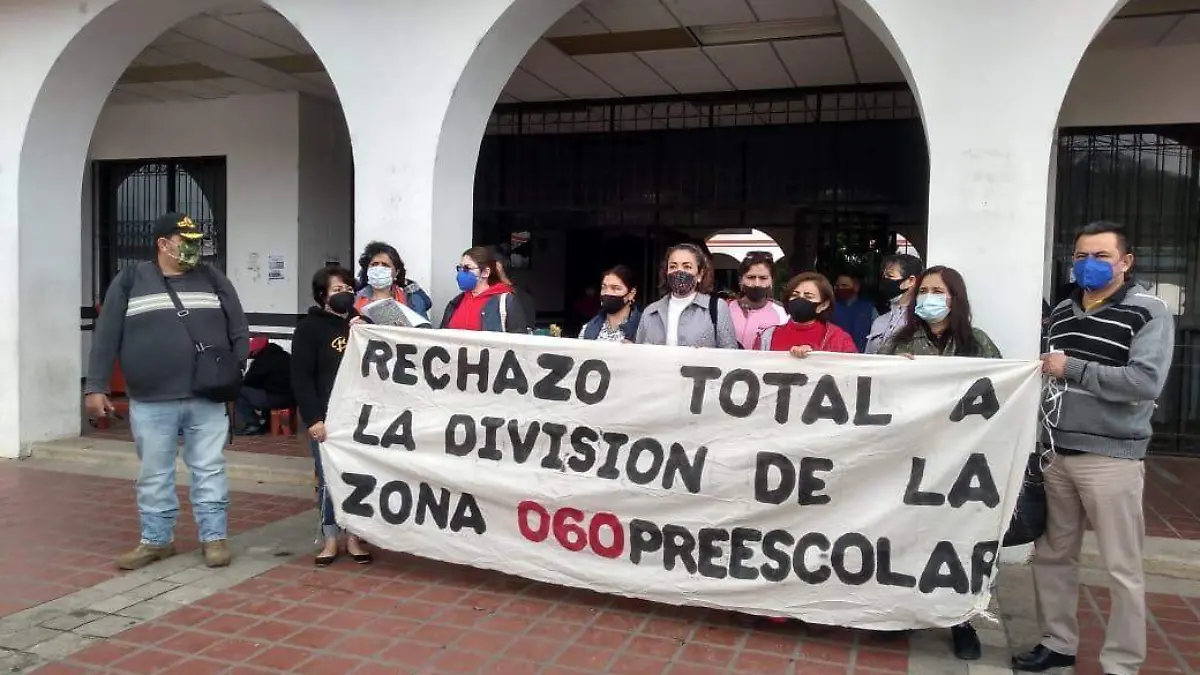 RECHAZO TOTAL A
LA DIVISION DE LA
ZONA 060 PREESCOLAR